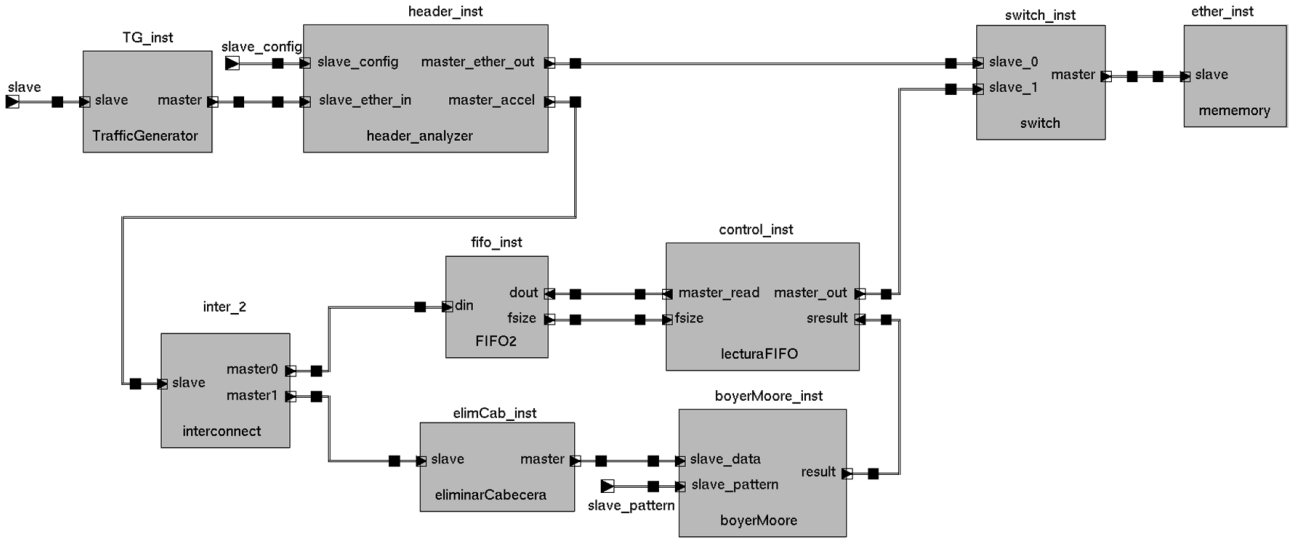 TG_inst
slave
slave
master
TrafficGenerator
header_inst
slave_config
slave_config
master_ether_out
slave_ether_in
master_accel
header_analyzer
switch_inst
slave_0
master
slave_1
switch
ether_inst
slave
mememory
inter_2
slave
master0
master1
interconnect
fifo_inst
dout
din
fsize
FIFO2
control_inst
master_read
master_out
fsize
sresult
lecturaFIFO
elimCab_inst
slave
master
eliminarCabecera
boyerMoore_inst
slave_data
result
slave_pattern
slave_pattern
boyerMoore